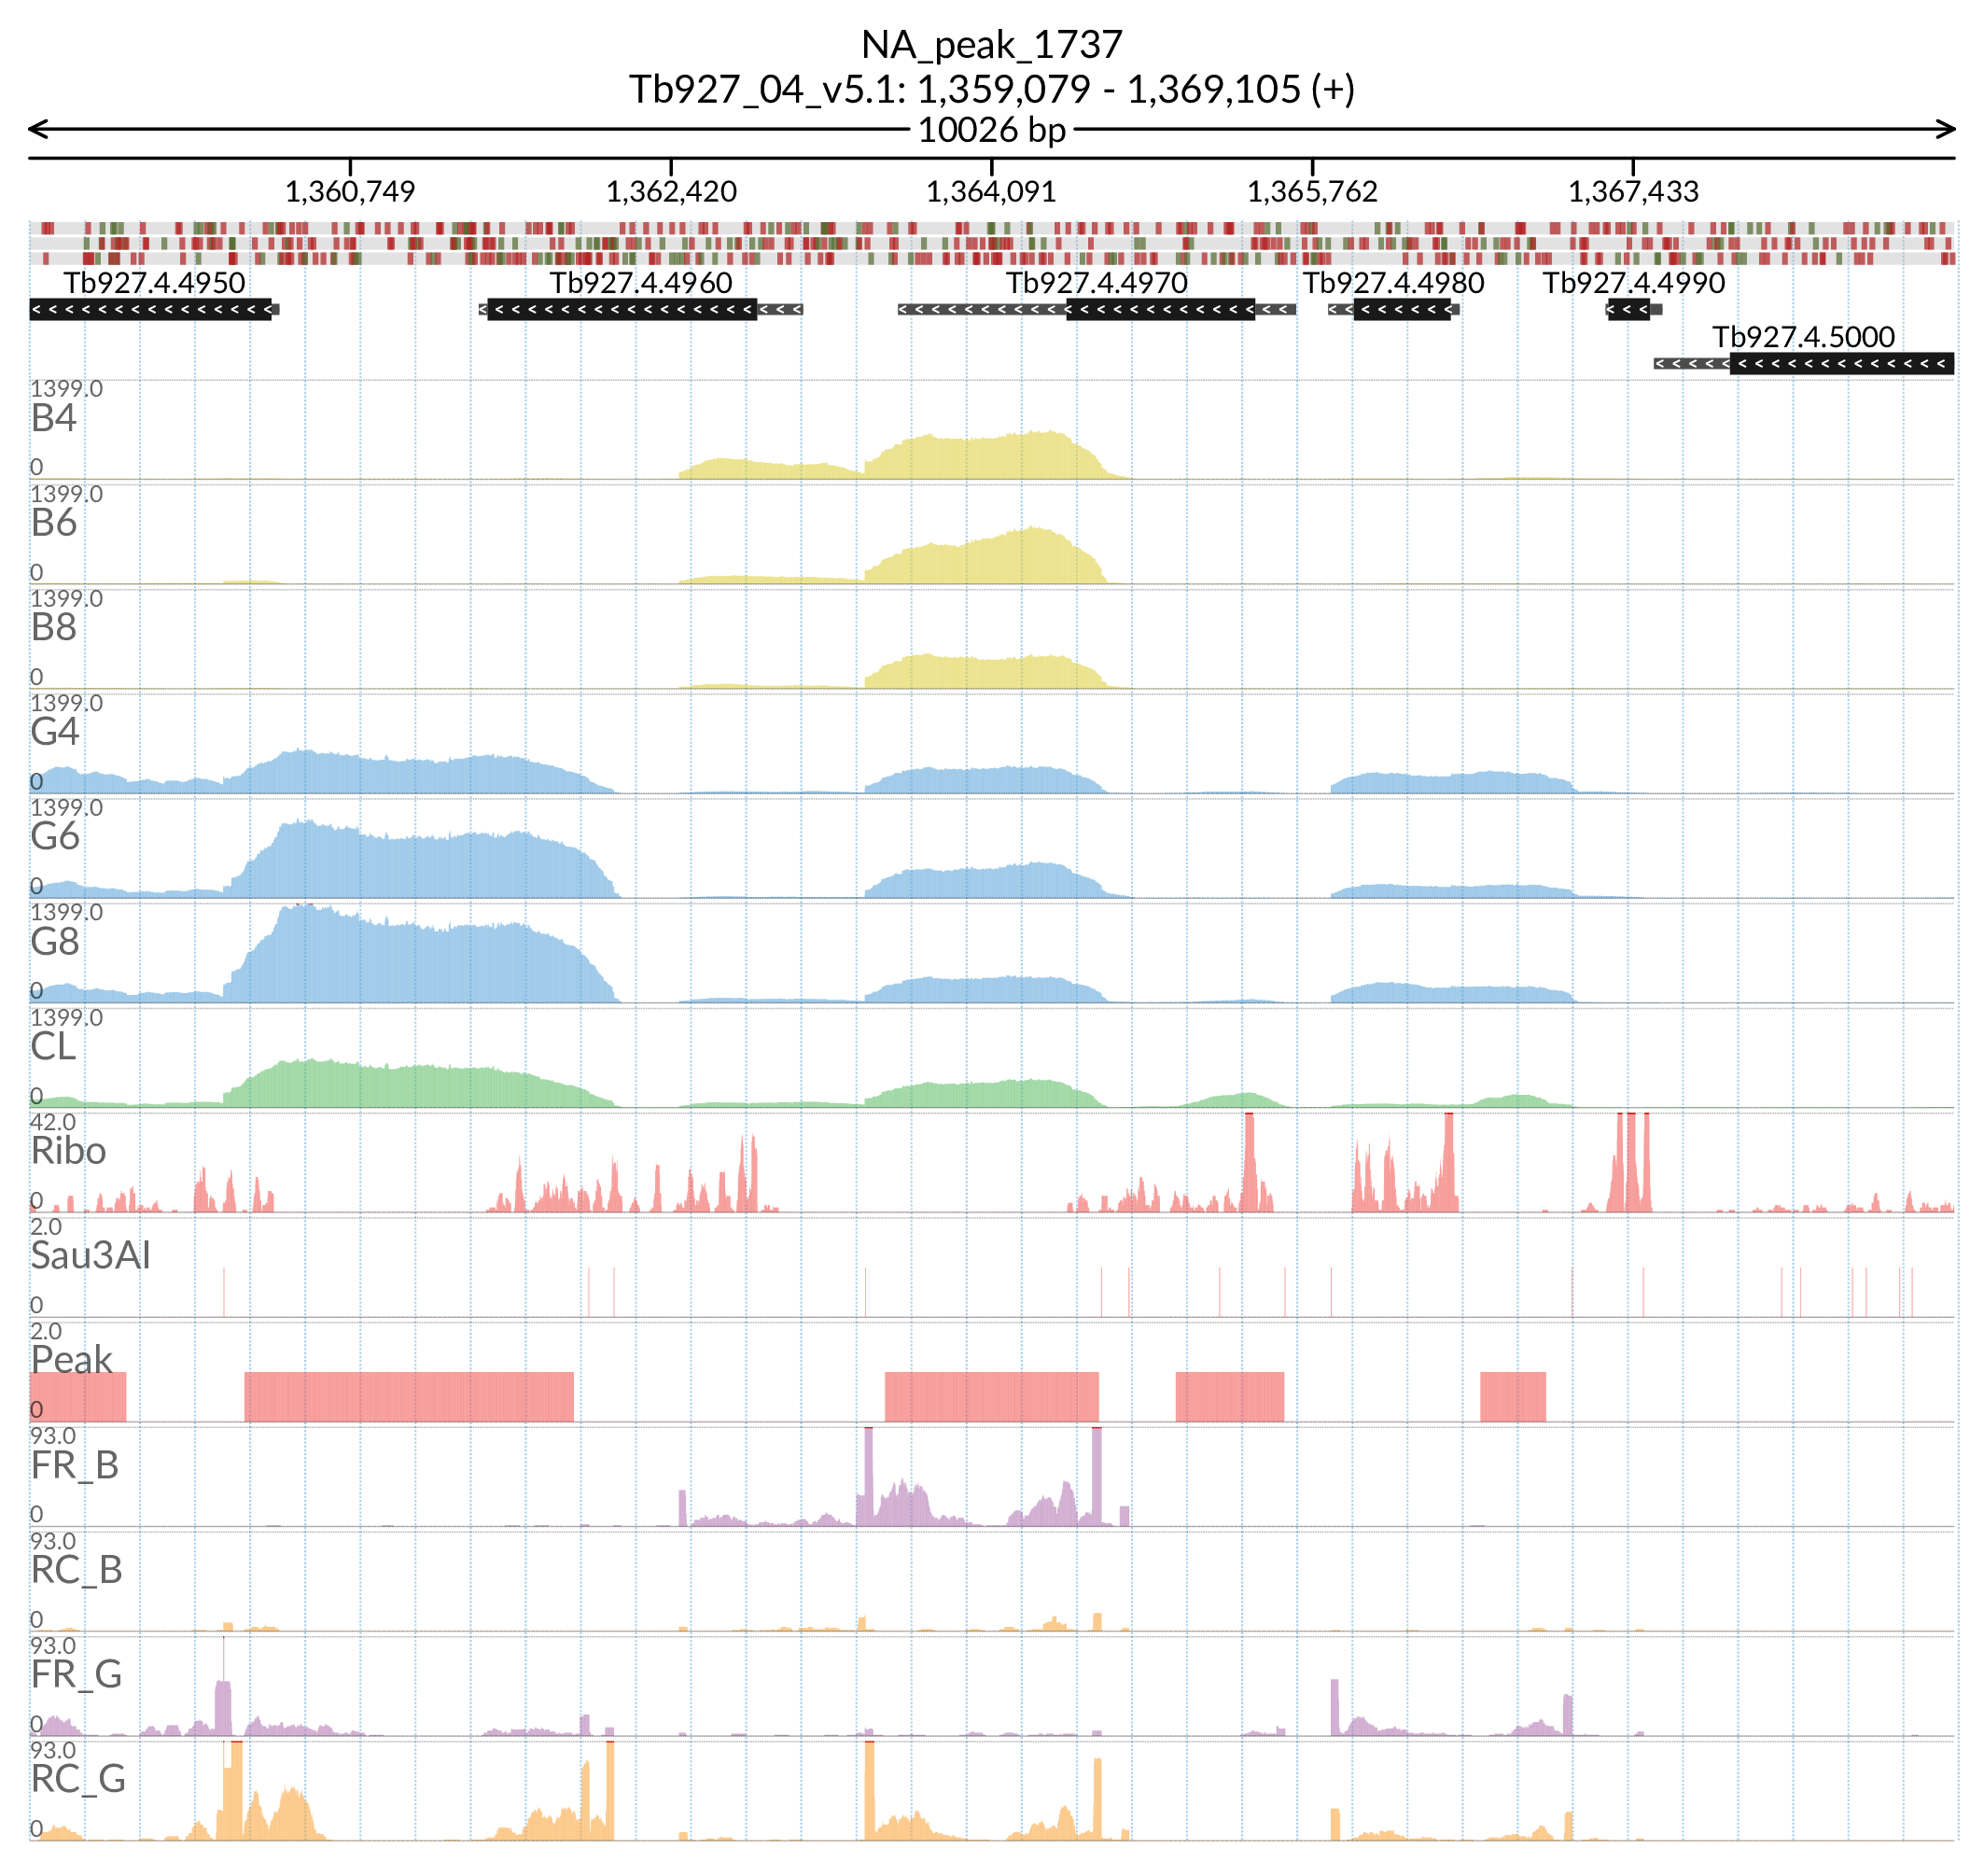 NA_peak_1737
Tb927_04_v5.1: 1,359,079 - 1,369,105 (+)
10026 bp
1,360,749 1,362,420 1,364,091 1,365,762 1,367,433
Tb927.4.4950 Tb927.4.4960 Tb927.4.4970 Tb927.4.4980 Tb927.4.4990
Tb927.4.5000
1399.0
B4
0
1399.0
B6
0
1399.0
B8
0
1399.0
G4
0
1399.0
G6
0
1399.0
G8
0
1399.0
CL
0
42.0
Ribo
0
2.0
Sau3AI
0
2.0
Peak
0
93.0
FR_B
0
93.0
RC_B
0
93.0
FR_G
0
93.0
RC_G
0